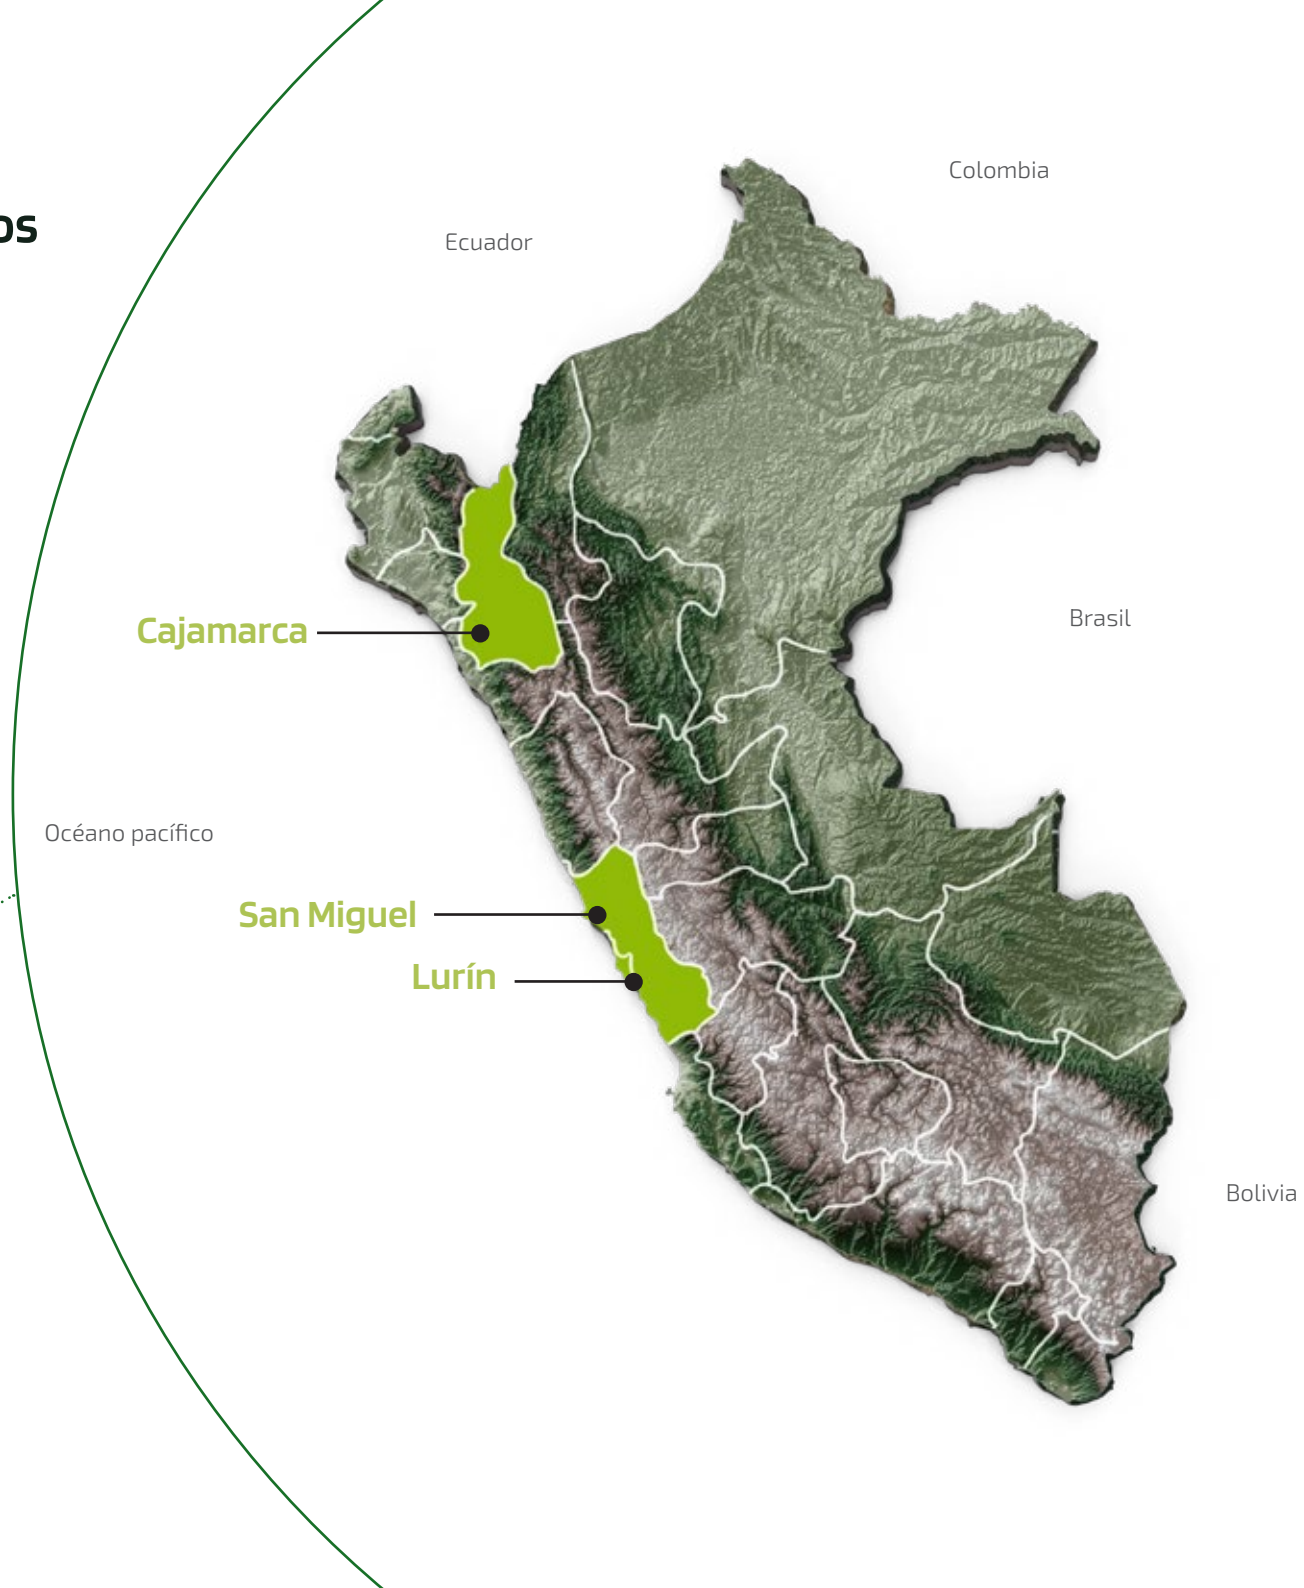 Colombia
os
Ecuador
Cajamarca
Brasil
Océano pacífico
San Miguel
Lurín
Bolivia